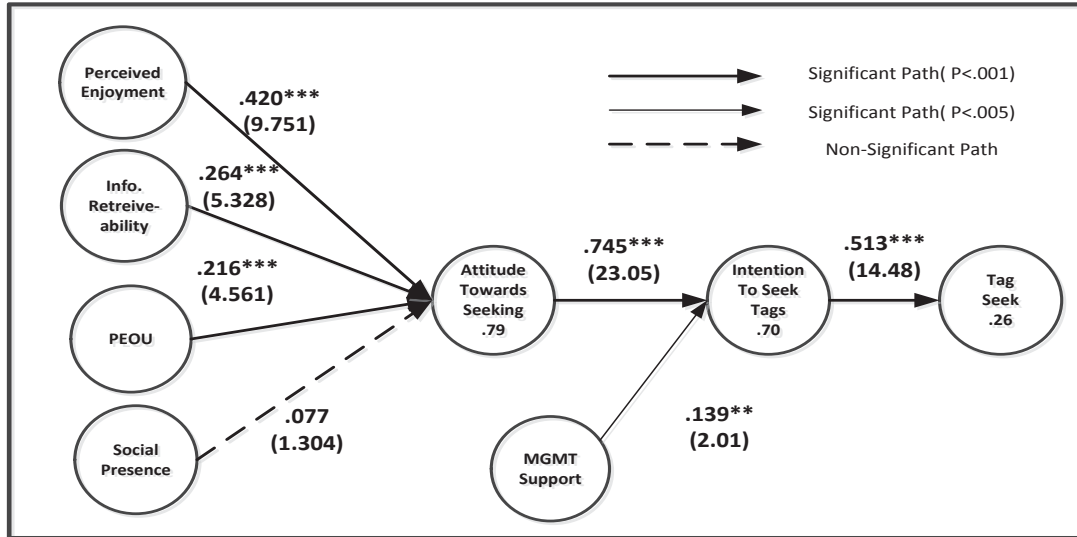 Perceived
Enjoyment
.420***
(9.751)
Significant Path( P<.001)
Significant Path( P<.005)
Non-Significant Path
Info.
Retreive-
ability
.264***
(5.328)
.216***
(4.561)
PEOU
Social
Presence
.077
(1.304)
Attitude
Towards
Seeking
.79
.745***
(23.05)
Intention
To Seek
Tags
.70
.513***
(14.48)
Tag
Seek
.26
MGMT
Support
.139**
(2.01)